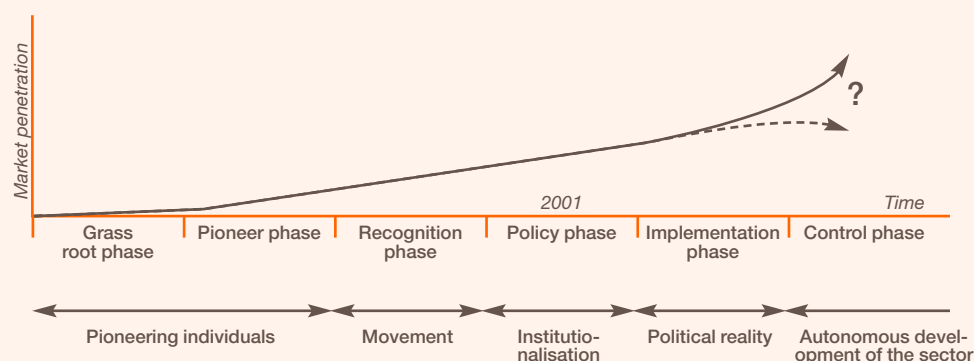 Market penetration
?
2001
Time
Grass
root phase
Pioneer phase
Recognition
phase
Policy phase
Implementation
phase
Control phase
Pioneering individuals
Movement
Institutio-
nalisation
Political reality
Autonomous devel-
opment of the sector